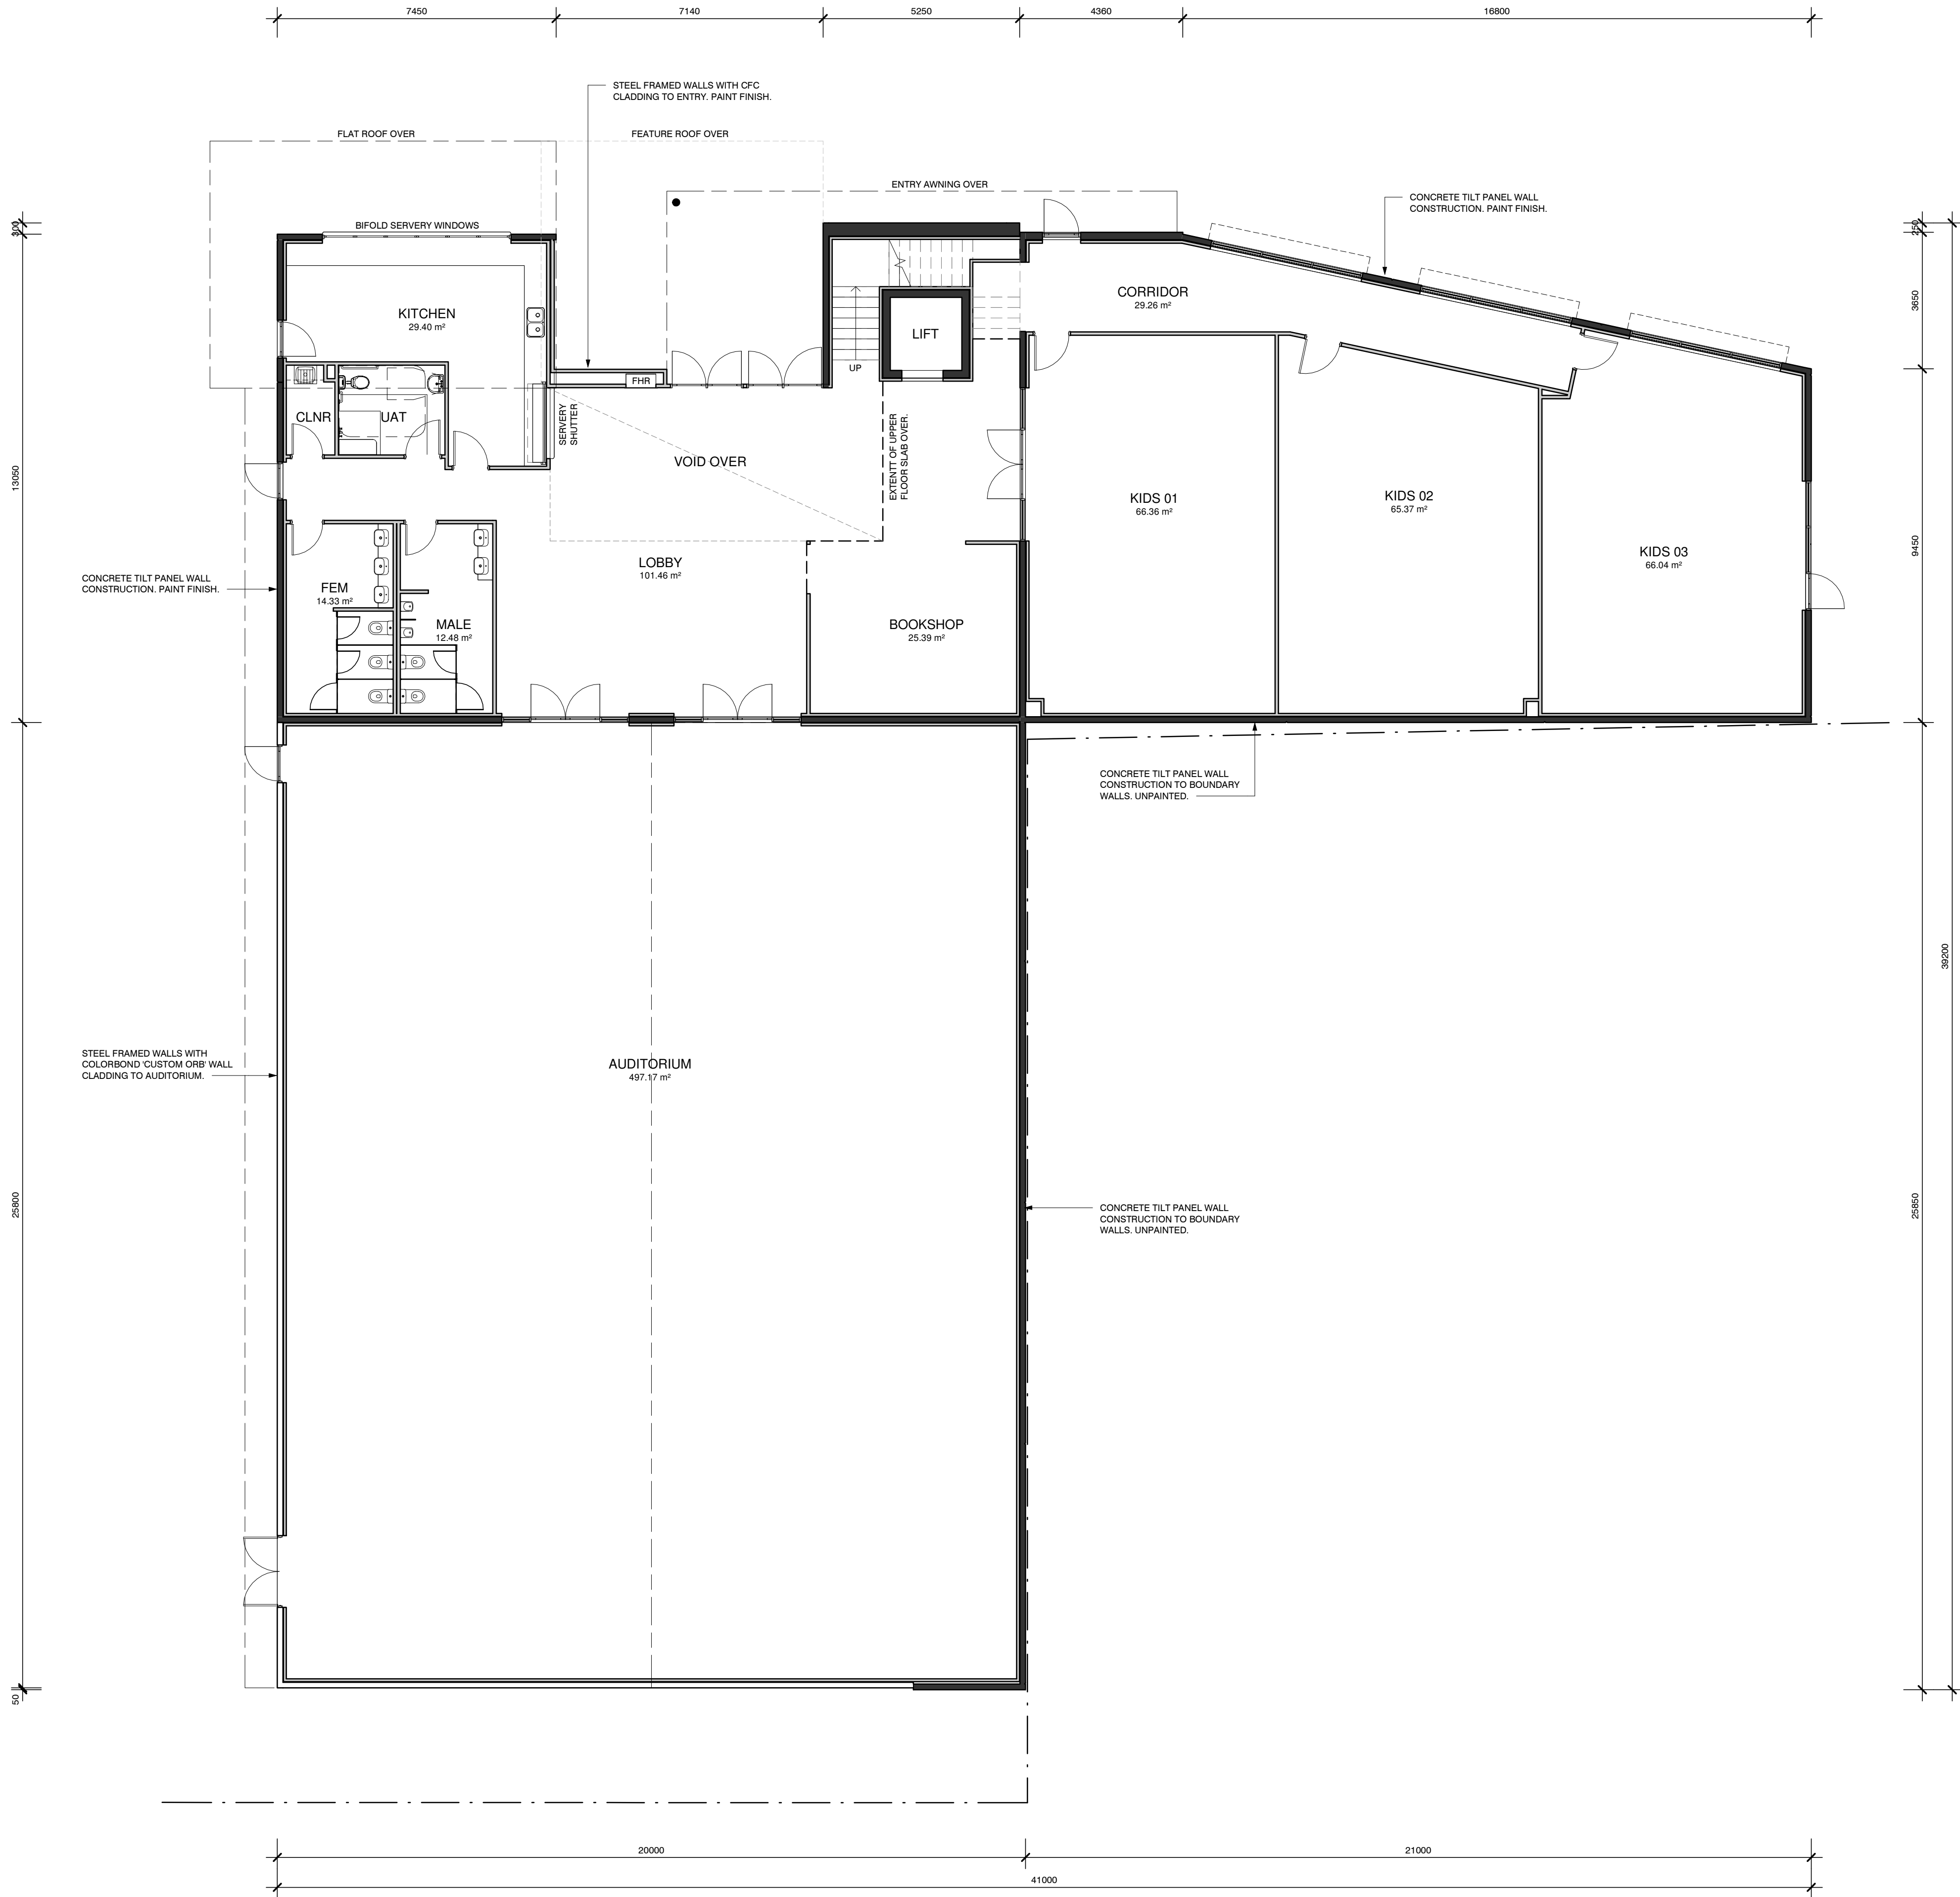 7450
7140
5250
4360
16800
STEEL FRAMED WALLS WITH CFC
CLADDING TO ENTRY. PAINT FINISH.
FLAT ROOF OVER
FEATURE ROOF OVER
ENTRY AWNING OVER
CONCRETE TILT PANEL WALL
CONSTRUCTION. PAINT FINISH.
300
BIFOLD SERVERY WINDOWS
250
KITCHEN
29.40 m²
CORRIDOR
29.26 m²
3650
LIFT
UP
FHR
CLNR
UAT
SERVERY
SHUTTER
EXTENTT OF UPPER
FLOOR SLAB OVER.
VOID OVER
13050
KIDS 01
66.36 m²
KIDS 02
65.37 m²
KIDS 03
66.04 m²
9450
LOBBY
101.46 m²
CONCRETE TILT PANEL WALL
CONSTRUCTION. PAINT FINISH.
FEM
14.33 m²
MALE
12.48 m²
BOOKSHOP
25.39 m²
CONCRETE TILT PANEL WALL
CONSTRUCTION TO BOUNDARY
WALLS. UNPAINTED.
39200
STEEL FRAMED WALLS WITH
COLORBOND 'CUSTOM ORB' WALL
CLADDING TO AUDITORIUM.
AUDITORIUM
497.17 m²
25800
25850
CONCRETE TILT PANEL WALL
CONSTRUCTION TO BOUNDARY
WALLS. UNPAINTED.
50
20000
21000
41000